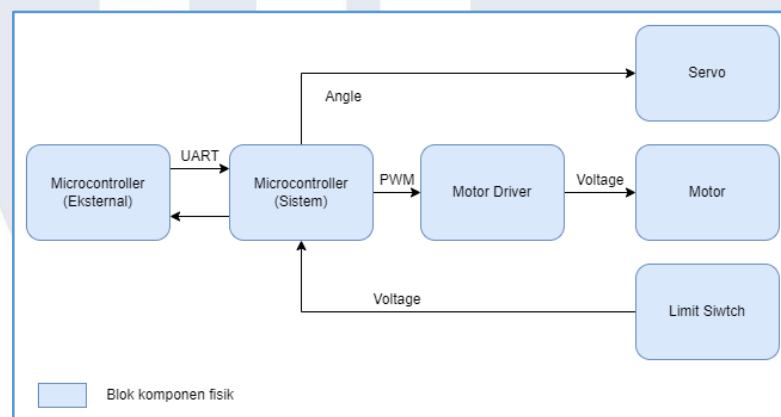 Servo
Angle
UART
Microcontroller
(Eksternal)
Microcontroller
(Sistem)
PWM
Motor Driver
Voltage
Motor
Voltage
Limit Siwtch
Blok komponen fisik